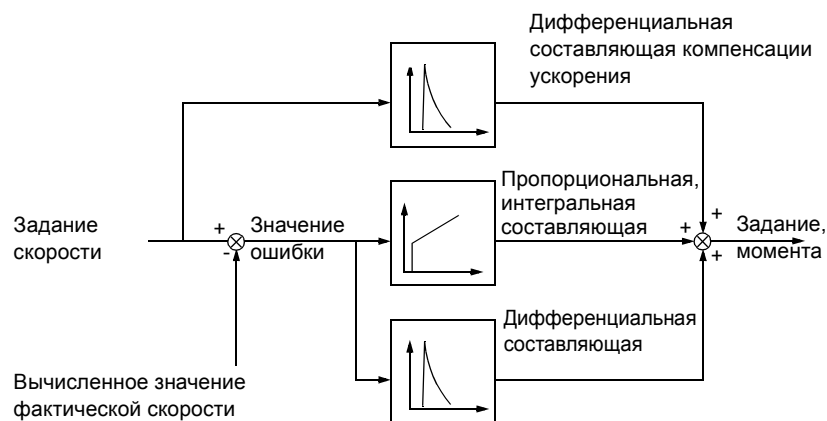 Дифференциальная
составляющая компенсации
ускорения
Пропорциональная,
интегральная
составляющая
Задание
скорости
+
-
Значение
ошибки
+
+
+
Задание,
момента
Дифференциальная
составляющая
Вычисленное значение
фактической скорости